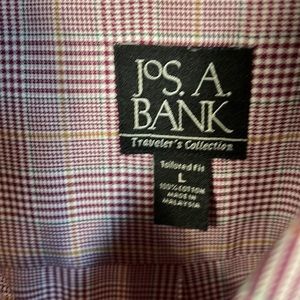 JOS. A.
BANK
Traveler's Collection
Tailored Fit
L
100% COTTON
MADE IN
MALAYSIA